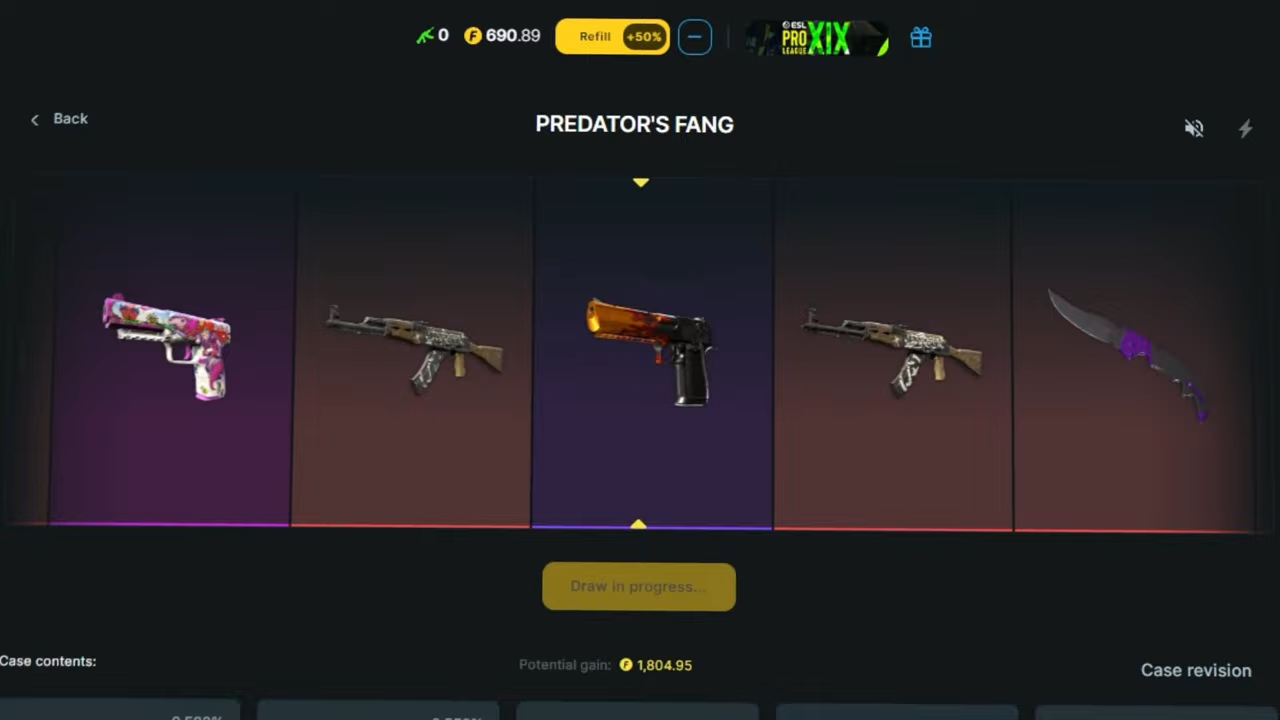 0
690.89
Refill +50%
ESL
PRO XIX
LEAGUE
Back
PREDATOR'S FANG
Draw in progress...
Case contents:
Potential gain: 1,804.95
Case revision